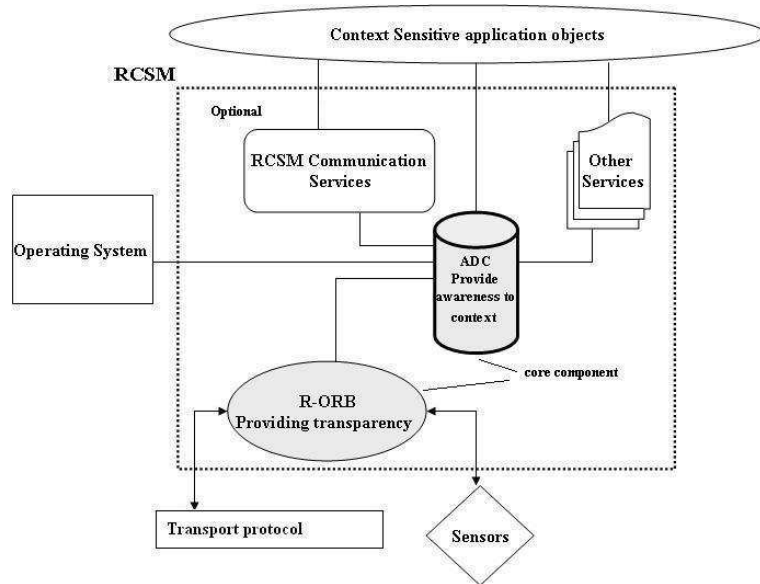 Context Sensitive application objects
RCSM
Optional
RCSM Communication
Services
Other
Services
Operating System
ADC
Provide
awareness to
context
core component
R-ORB
Providing transparency
Transport protocol
Sensors